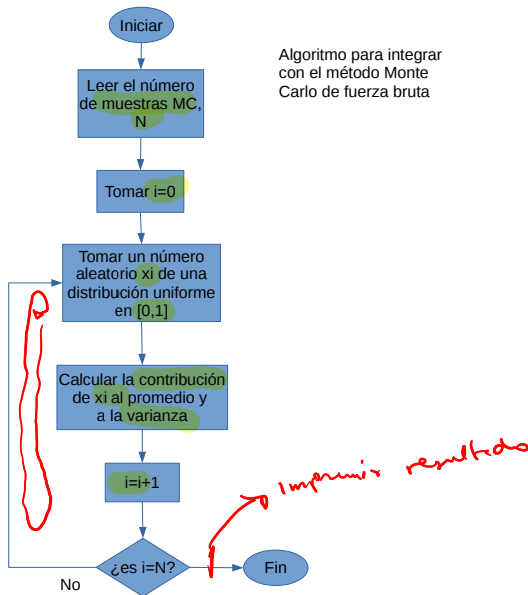 Iniciar
Algoritmo para integrar
con el método Monte
Carlo de fuerza bruta
Leer el número
de muestras MC,
N
Tomar i=0
Tomar un número
aleatorio xi de una
distribución uniforme
en [0,1]
Calcular la contribución
de xi al promedio y
a la varianza
i=i+1
imprimir resultado
¿es i=N?
Fin
No